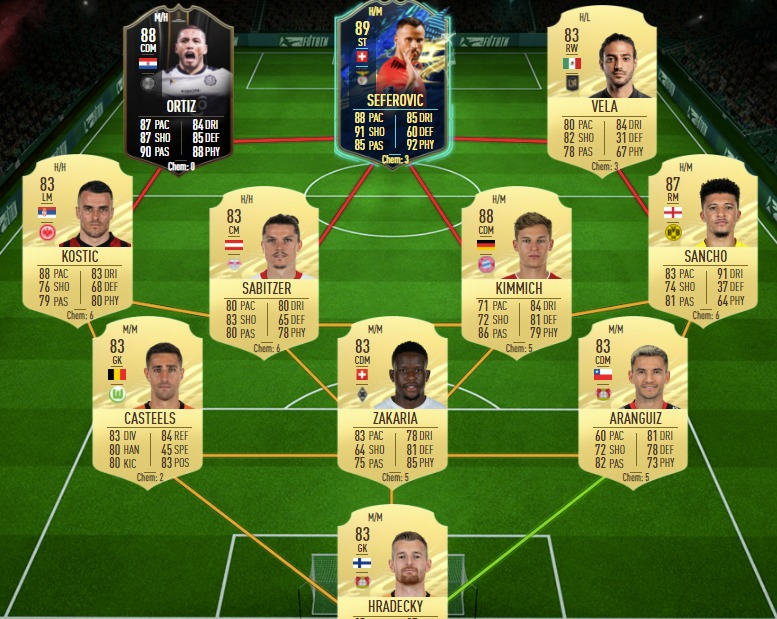 M/H
88
CDM
ORTIZ
87 PAC 84 DRI
87 SHO 85 DEF
90 PAS 88 PHY
Chem: 0
H/M
89
ST
SEFEROVIC
88 PAC 85 DRI
91 SHO 60 DEF
85 PAS 92 PHY
Chem: 3
H/L
83
RW
VELA
80 PAC 84 DRI
82 SHO 31 DEF
78 PAS 67 PHY
Chem: 3
H/H
83
LM
KOSTIC
88 PAC 83 DRI
76 SHO 68 DEF
79 PAS 80 PHY
Chem: 6
H/H
83
CM
SABITZER
80 PAC 80 DRI
83 SHO 65 DEF
80 PAS 78 PHY
Chem: 6
H/M
88
CDM
KIMMICH
71 PAC 84 DRI
72 SHO 81 DEF
86 PAS 79 PHY
Chem: 5
H/M
87
RM
SANCHO
83 PAC 91 DRI
74 SHO 37 DEF
81 PAS 64 PHY
Chem: 6
M/M
83
GK
CASTEELS
83 DIV 84 REF
80 HAN 45 SPE
80 KIC 83 POS
Chem: 2
M/M
83
CDM
ZAKARIA
83 PAC 78 DRI
64 SHO 81 DEF
75 PAS 85 PHY
Chem: 5
M/M
83
CDM
ARANGUIZ
60 PAC 81 DRI
72 SHO 78 DEF
82 PAS 73 PHY
Chem: 5
M/M
83
GK
HRADECKY